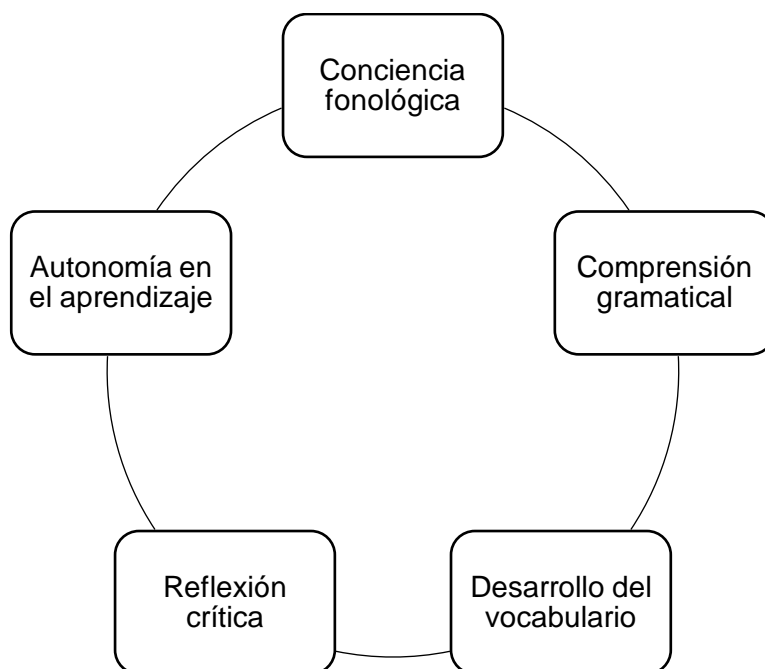 Conciencia
fonológica
Comprensión
gramatical
Desarrollo del
vocabulario
Reflexión
crítica
Autonomía en
el aprendizaje